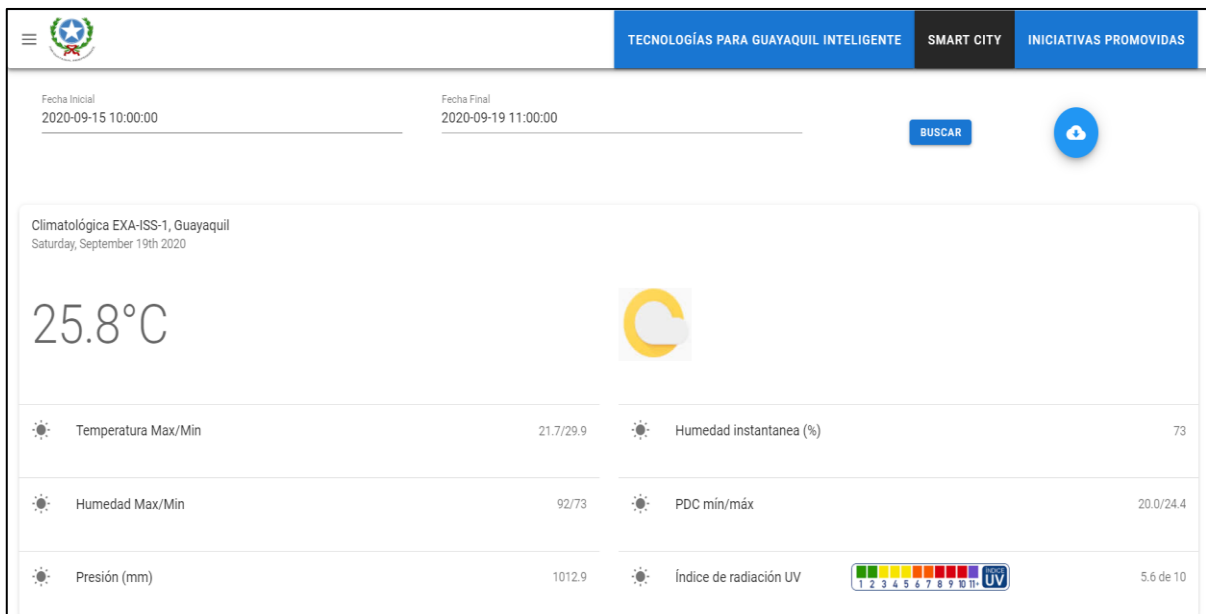 TECNOLOGÍAS PARA GUAYAQUIL INTELIGENTE SMART CITY INICIATIVAS PROMOVIDAS
Fecha Inicial Fecha Final
2020-09-15 10:00:00 2020-09-19 11:00:00
BUSCAR
Climatológica EXA-ISS-1, Guayaquil
Saturday, September 19th 2020
25.8°C
Temperatura Max/Min 21.7/29.9 Humedad instantanea (%) 73
Humedad Max/Min 92/73 PDC mín/máx 20.0/24.4
Presión (mm) 1012.9 Índice de radiación UV 5.6 de 10
1 2 3 4 5 6 7 8 9 10 11+ ÍNDICE UV